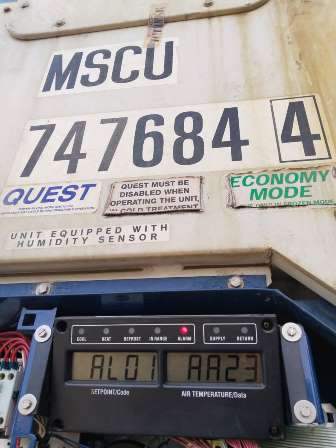 MSCU
747684 4
QUEST
QUEST MUST BE
DISABLED WHEN
OPERATING THE UNIT
IN COLD TREATMENT
ECONOMY
MODE
UNIT EQUIPPED WITH
HUMIDITY SENSOR
COOL HEAT DEFROST IN RANGE ALARM SUPPLY RETURN
AL01 AA23
SETPOINT/Code AIR TEMPERATURE/Data